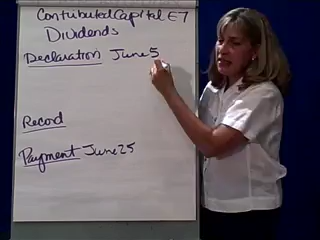 Contributed Capital E7
Dividends
Declaration June 5
Record
Payment June 25